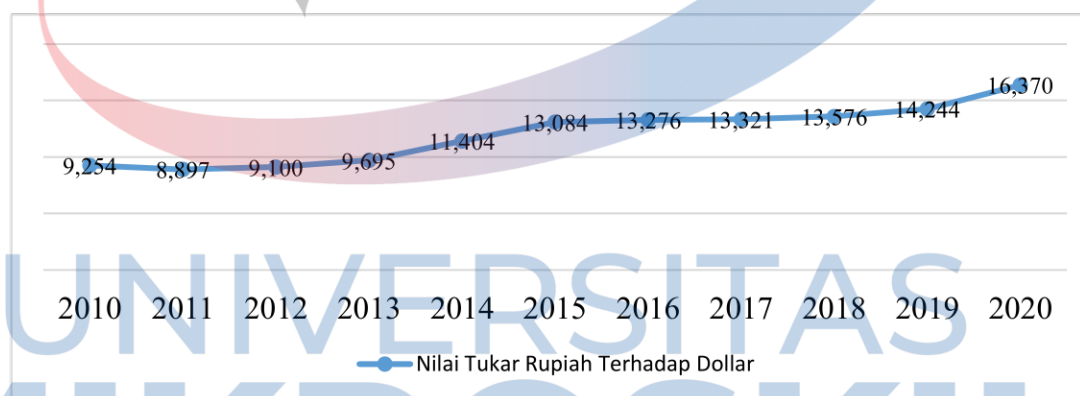 16,370
14,244
13,084 13,276 13,321 13,576
11,404
9,254 8,897 9,100 9,695
UNIVERSITAS
2010 2011 2012 2013 2014 2015 2016 2017 2018 2019 2020
Nilai Tukar Rupiah Terhadap Dollar